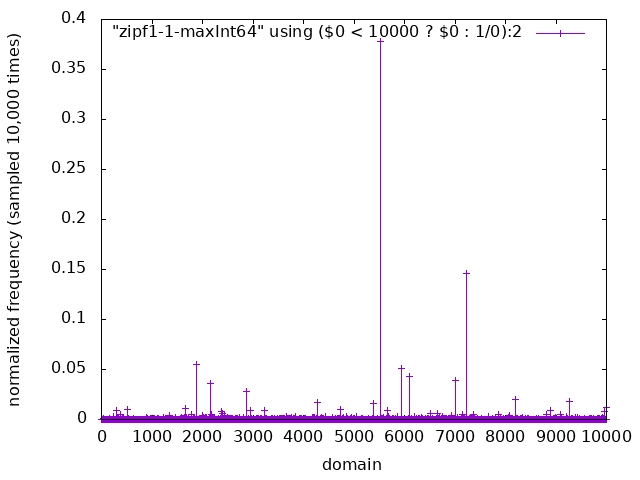 "zipf1-1-maxInt64" using ($0 < 10000 ? $0 : 1/0):2
normalized frequency (sampled 10,000 times)
0.4
0.35
0.3
0.25
0.2
0.15
0.1
0.05
0
0 1000 2000 3000 4000 5000 6000 7000 8000 9000 10000
domain